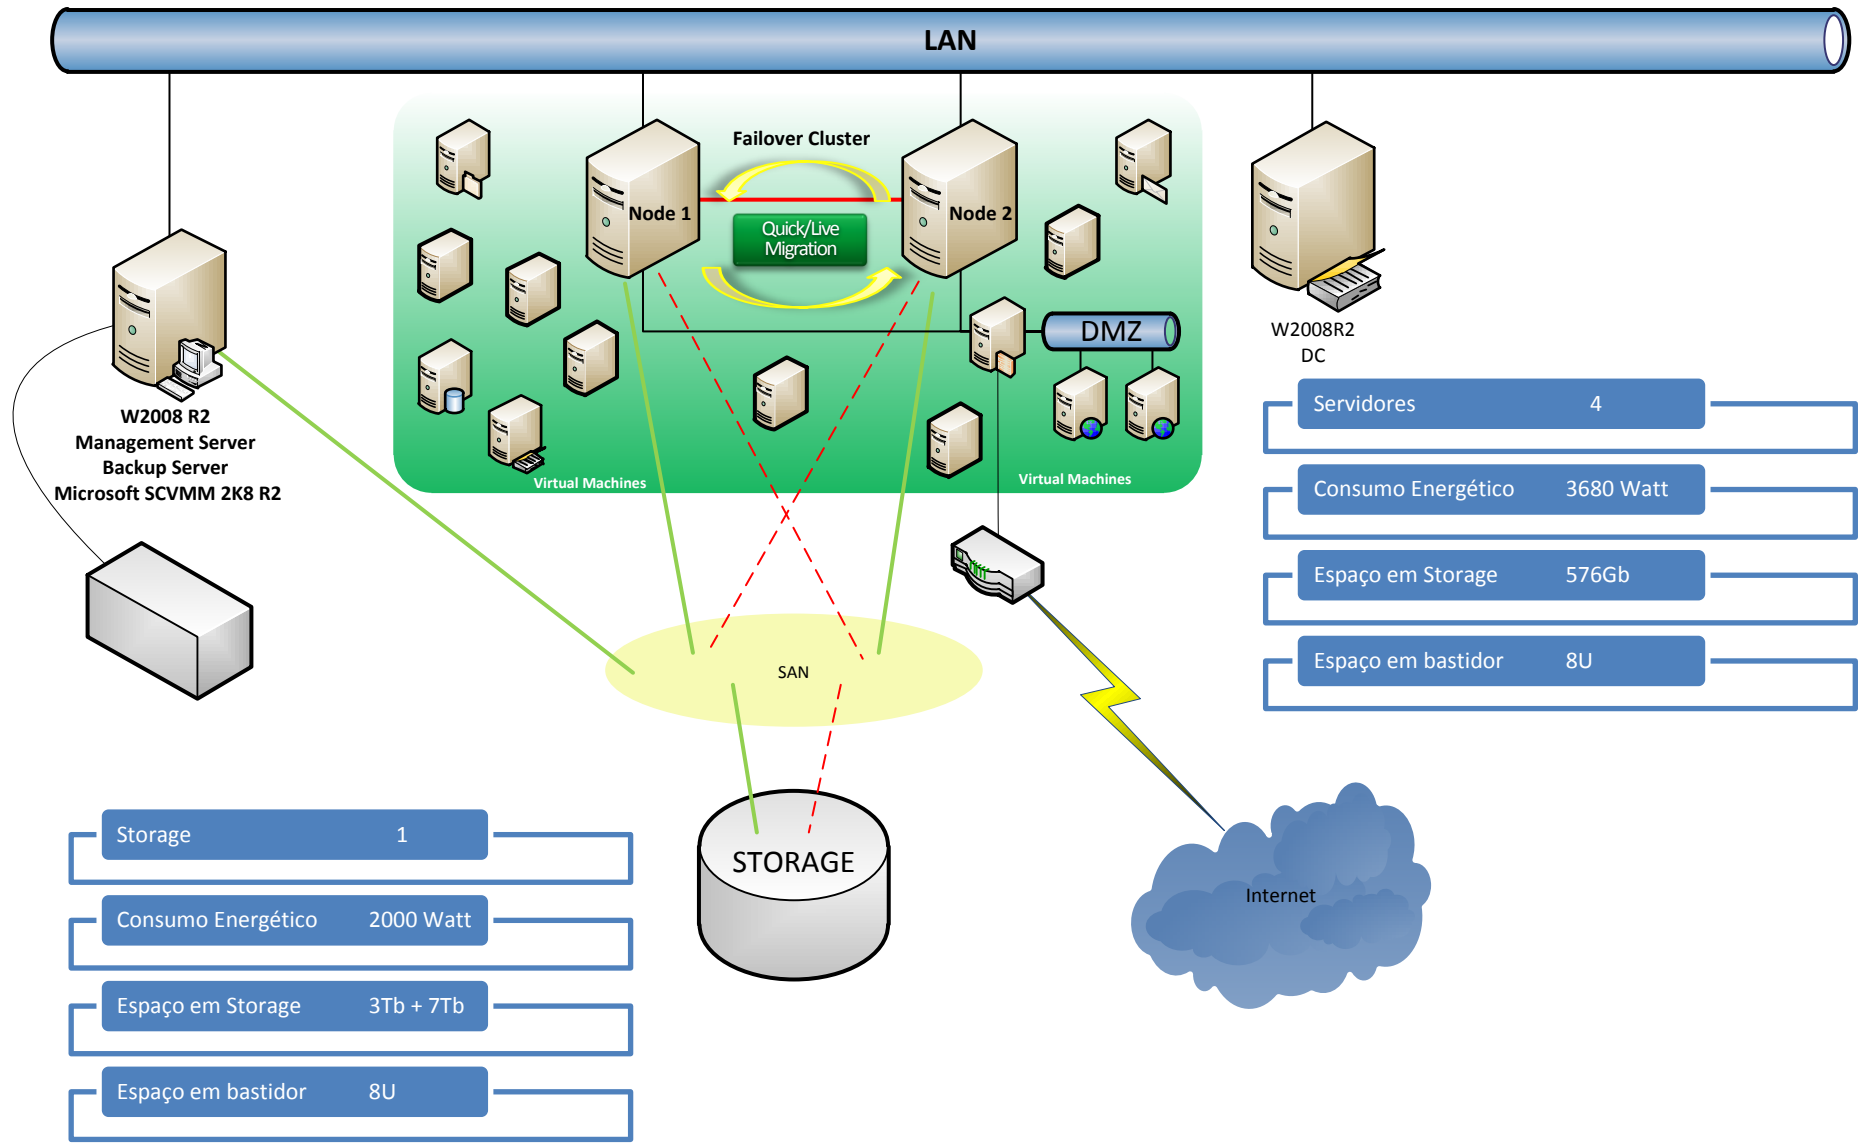 LAN
Failover Cluster
Node 1
Node 2
Quick/Live
Migration
DMZ
W2008R2
DC
W2008 R2
Management Server
Backup Server
Microsoft SCVMM 2K8 R2
Virtual Machines
Virtual Machines
Servidores 4
Consumo Energético 3680 Watt
Espaço em Storage 576Gb
Espaço em bastidor 8U
SAN
STORAGE
Internet
Storage 1
Consumo Energético 2000 Watt
Espaço em Storage 3Tb + 7Tb
Espaço em bastidor 8U